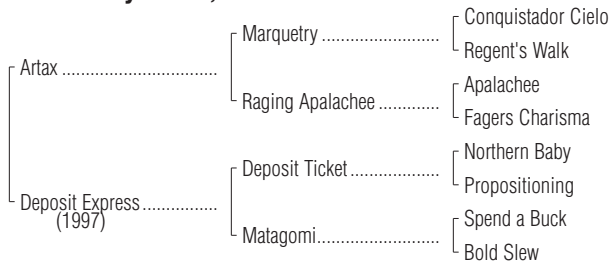 Conquistador Cielo
Marquetry
Regent's Walk
Artax
Apalachee
Raging Apalachee
Fagers Charisma
Northern Baby
Deposit Ticket
Propositioning
Deposit Express
(1997)
Spend a Buck
Matagomi
Bold Slew